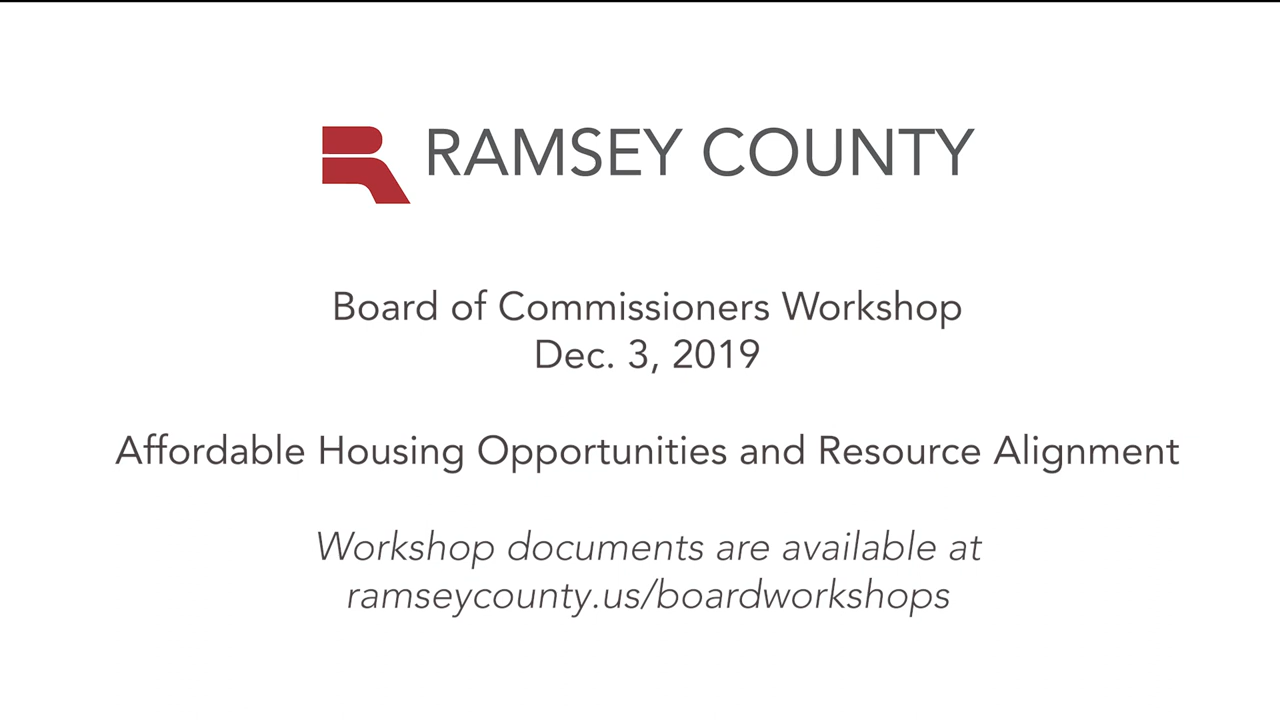 RAMSEY COUNTY
Board of Commissioners Workshop
Dec. 3, 2019
Affordable Housing Opportunities and Resource Alignment
Workshop documents are available at
ramseycounty.us/boardworkshops